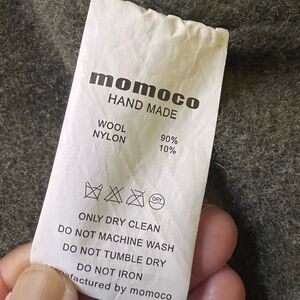 momoco
HAND MADE
WOOL 90%
NYLON 10%
DRY
ONLY DRY CLEAN
DO NOT MACHINE WASH
DO NOT TUMBLE DRY
DO NOT IRON
nufactured by momoco